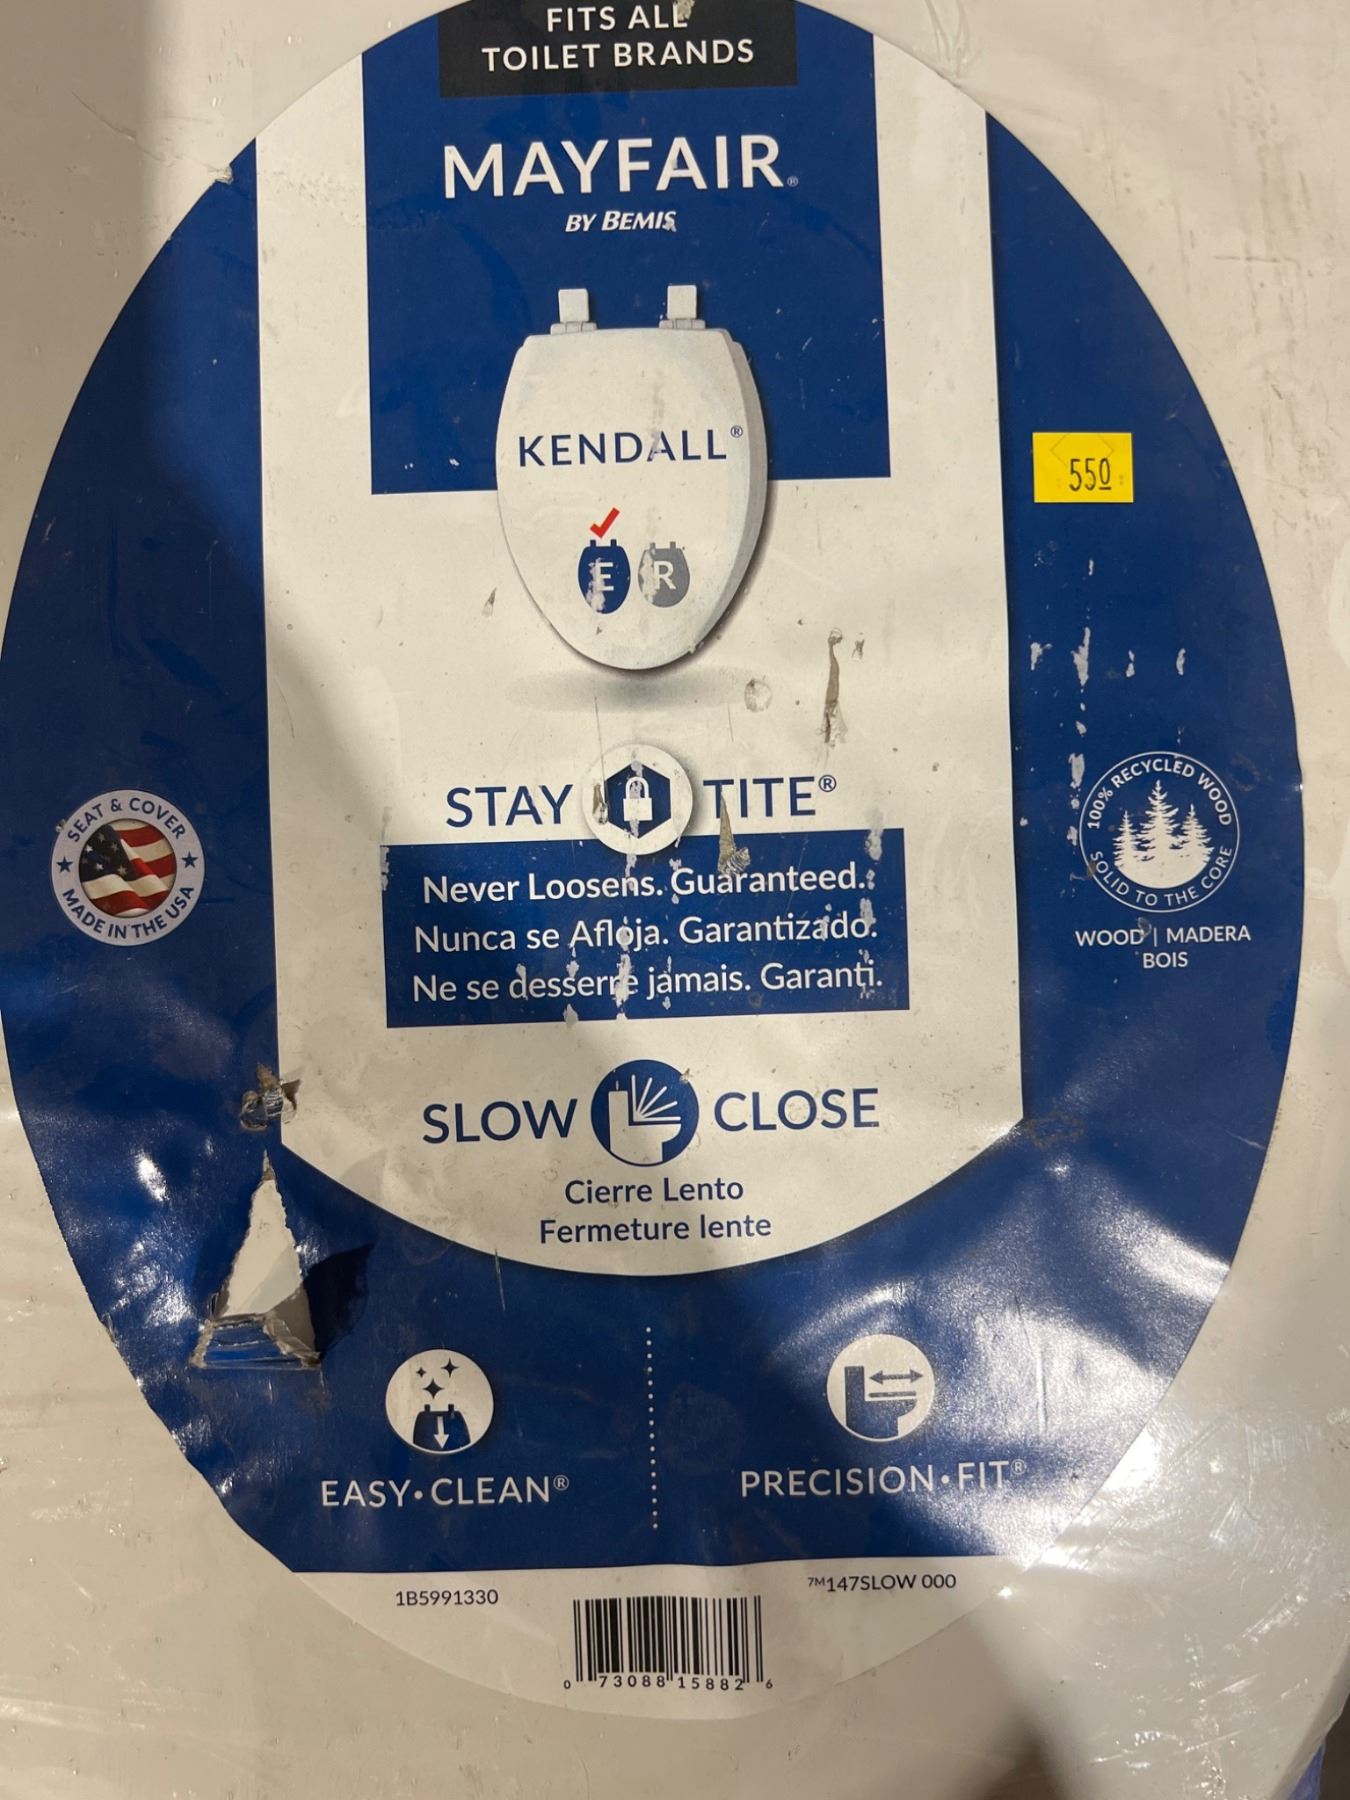 FITS ALL
TOILET BRANDS
MAYFAIR®
BY BEMIS
KENDALL®
E R
550
STAY TITE®
Never Loosens. Guaranteed.
Nunca se Afloja. Garantizado.
Ne se desserre jamais. Garanti.
SEAT & COVER
MADE IN THE USA
100% RECYCLED WOOD
SOLID TO THE CORE
WOOD | MADERA
BOIS
SLOW CLOSE
Cierre Lento
Fermeture lente
EASY•CLEAN®
PRECISION•FIT®
1B5991330
7M147SLOW 000
0 73088 15882 6